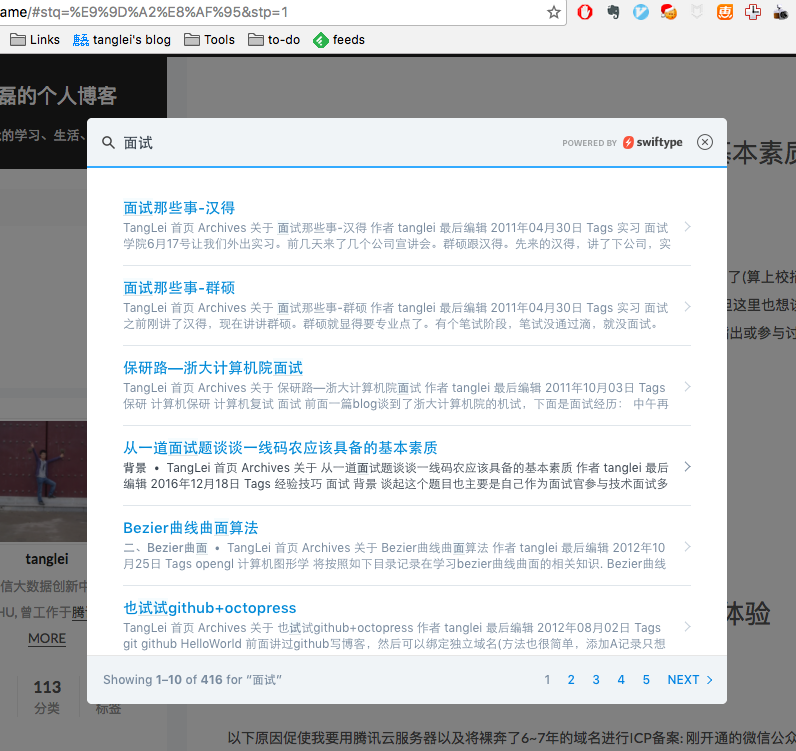 ame/#stq=%E9%9D%A2%E8%AF%95&stp=1
Links tanglei's blog Tools to-do feeds
磊的个人博客
的学习、生活、
面试
POWERED BY swiftype
基本素质
面试那些事-汉得
TangLei 首页 Archives 关于 面试那些事-汉得 作者 tanglei 最后编辑 2011年04月30日 Tags 实习 面试
学院6月17号让我们外出实习。前几天来了几个公司宣讲会。群硕跟汉得。先来的汉得，讲了下公司，实
了(算上校招
面试那些事-群硕
TangLei 首页 Archives 关于 面试那些事-群硕 作者 tanglei 最后编辑 2011年04月30日 Tags 实习 面试
之前刚讲了汉得，现在讲讲群硕。群硕就显得要专业点了。有个笔试阶段，笔试没通过滴，就没面试。
但这里也想谈
出或参与讨
保研路—浙大计算机院面试
TangLei 首页 Archives 关于 保研路—浙大计算机院面试 作者 tanglei 最后编辑 2011年10月03日 Tags
保研 计算机保研 计算机复试 面试 前面一篇blog谈到了浙大计算机院的机试，下面是面试经历： 中午再
从一道面试题谈谈一线码农应该具备的基本素质
背景 • TangLei 首页 Archives 关于 从一道面试题谈谈一线码农应该具备的基本素质 作者 tanglei 最后
编辑 2016年12月18日 Tags 经验技巧 面试 背景 谈起这个题目也主要是自己作为面试官参与技术面试多
Bezier曲线曲面算法
二、Bezier曲面 • TangLei 首页 Archives 关于 Bezier曲线曲面算法 作者 tanglei 最后编辑 2012年10
月25日 Tags opengl 计算机图形学 将按照如下目录记录在学习bezier曲线曲面的相关知识. Bezier曲线
tanglei
信大数据创新中
HU, 曾工作于腾
MORE
也试试github+octopress
TangLei 首页 Archives 关于 也试试github+octopress 作者 tanglei 最后编辑 2012年08月02日 Tags
git github HelloWorld 前面讲过github写博客，然后可以绑定独立域名(方法也很简单，添加A记录只想
体验
Showing 1–10 of 416 for “面试”
1 2 3 4 5 NEXT
113
分类
标签
以下原因促使我要用腾讯云服务器以及将裸奔了6~7年的域名进行ICP备案: 刚开通的微信公众